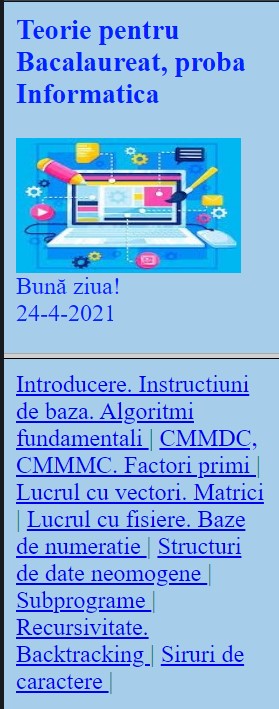 Teorie pentru
Bacalaureat, proba
Informatica
Bună ziua!
24-4-2021
Introducere. Instructiuni
de baza. Algoritmi
fundamentali | CMMDC,
CMMMC. Factori primi |
Lucrul cu vectori. Matrici
| Lucrul cu fisiere. Baze
de numeratie | Structuri
de date neomogene |
Subprograme |
Recursivitate.
Backtracking | Siruri de
caractere |